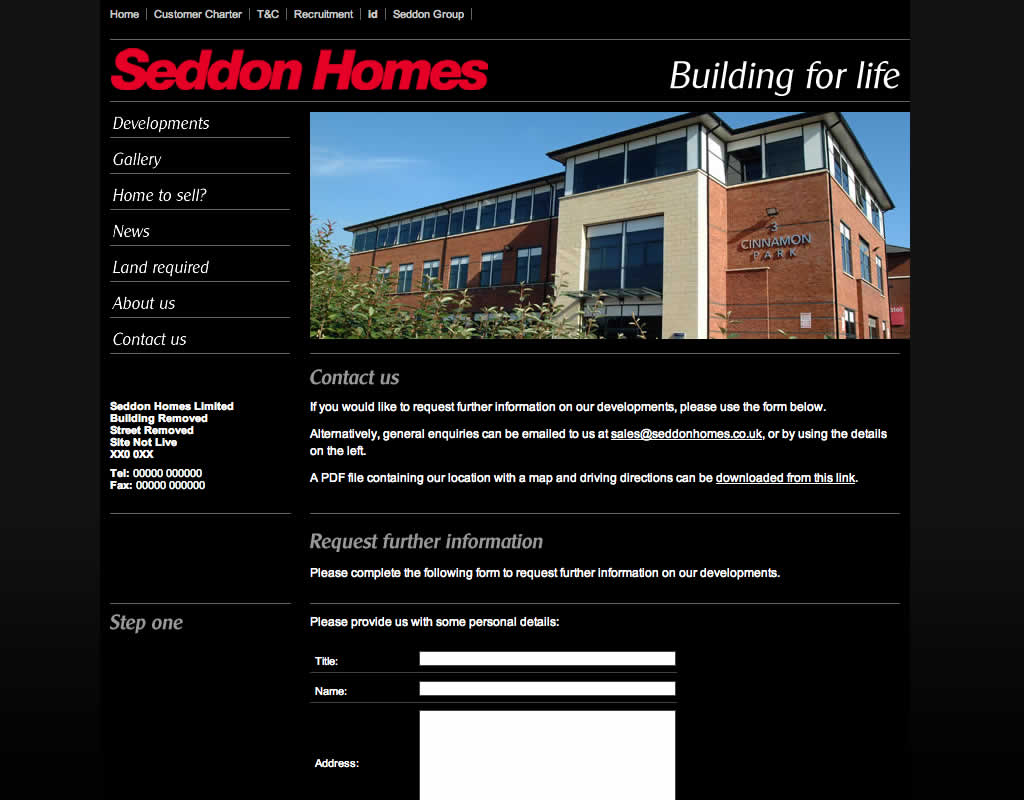 Home
Customer Charter
T&C
Recruitment
Id
Seddon Group
Seddon Homes
Building for life
Developments
Gallery
Home to sell?
News
Land required
About us
Contact us
3
CINNAMON
PARK
Seddon Homes Limited
Building Removed
Street Removed
Site Not Live
XX0 0XX
Tel: 00000 000000
Fax: 00000 000000
Contact us
If you would like to request further information on our developments, please use the form below.
Alternatively, general enquiries can be emailed to us at sales@seddonhomes.co.uk, or by using the details
on the left.
A PDF file containing our location with a map and driving directions can be downloaded from this link.
Request further information
Please complete the following form to request further information on our developments.
Step one
Please provide us with some personal details:
Title:
Name:
Address: